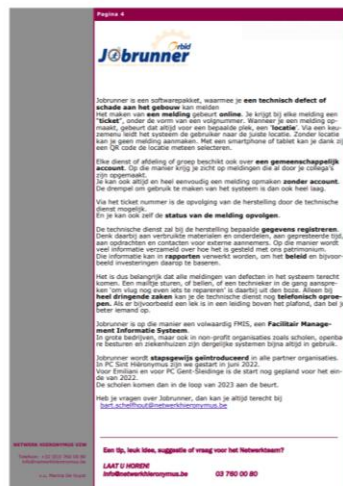 Pagina 4
Orbid
Jobrunner
Jobrunner is een softwarepakket, waarmee je een technisch defect of
schade aan het gebouw kan melden
Het maken van een melding gebeurt online. Je krijgt bij elke melding een
"ticket", onder de vorm van een volgnummer. Wanneer je een melding op-
maakt, gebeurt dat altijd voor een bepaalde plek, een 'locatie'. Via een keu-
zemenu leidt het systeem de gebruiker naar de juiste locatie. Zonder locatie
kan je geen melding aanmaken. Met een smartphone of tablet kan je dank zij
een QR code de locatie meteen selecteren.
Elke dienst of afdeling of groep beschikt ook over een gemeenschappelijk
account. Op die manier krijg je zicht op meldingen die al door je collega's
zijn opgemaakt.
Je kan ook altijd en heel eenvoudig een melding opmaken zonder account.
De drempel om gebruik te maken van het systeem is dan ook heel laag.
Via het ticket nummer is de opvolging van de herstelling door de technische
dienst mogelijk.
En je kan ook zelf de status van de melding opvolgen.
De technische dienst zal bij de herstelling bepaalde gegevens registreren.
Denk daarbij aan verbruikte materialen en onderdelen, aan gepresteerde tijd,
aan opdrachten en contacten voor externe aannemers. Op die manier wordt
veel informatie verzameld over hoe het is gesteld met ons patrimonium.
Die informatie kan in rapporten verwerkt worden, om het beleid en bijvoor-
beeld investeringen daarop te baseren.
Het is dus belangrijk dat alle meldingen van defecten in het systeem terecht
komen. Een mailtje sturen, of bellen, of een technieker in de gang aanspre-
ken 'om vlug nog even iets te repareren' is daarbij uit den boze. Alleen bij
heel dringende zaken kan je de technische dienst nog telefonisch oproe-
pen. Als er bijvoorbeeld een lek is in een leiding boven het plafond, dan bel je
beter iemand op.
Jobrunner is op die manier een volwaardig FMIS, een Facilitair Manage-
ment Informatie Systeem.
In grote bedrijven, maar ook in non-profit organisaties zoals scholen, openba-
re besturen en ziekenhuizen zijn dergelijke systemen bijna altijd in gebruik.
Jobrunner wordt stapsgewijs geïntroduceerd in alle partner organisaties.
In PC Sint Hiëronymus zijn we gestart in juni 2022.
Voor Emiliani en voor PC Gent-Sleidinge is de start nog gepland voor het ein-
de van 2022.
De scholen komen dan in de loop van 2023 aan de beurt.
Heb je vragen over Jobrunner, dan kan je altijd terecht bij
bart.schelfhout@netwerkhieronymus.be
NETWERK HIERONYMUS VZW
Telefoon: +32 (0)3 760 00 80
info@netwerkhieronymus.be
v.u. Marina De Guyst
Een tip, leuk idee, suggestie of vraag voor het Netwerkteam?
LAAT U HOREN!
info@netwerkhieronymus.be 03 760 00 80